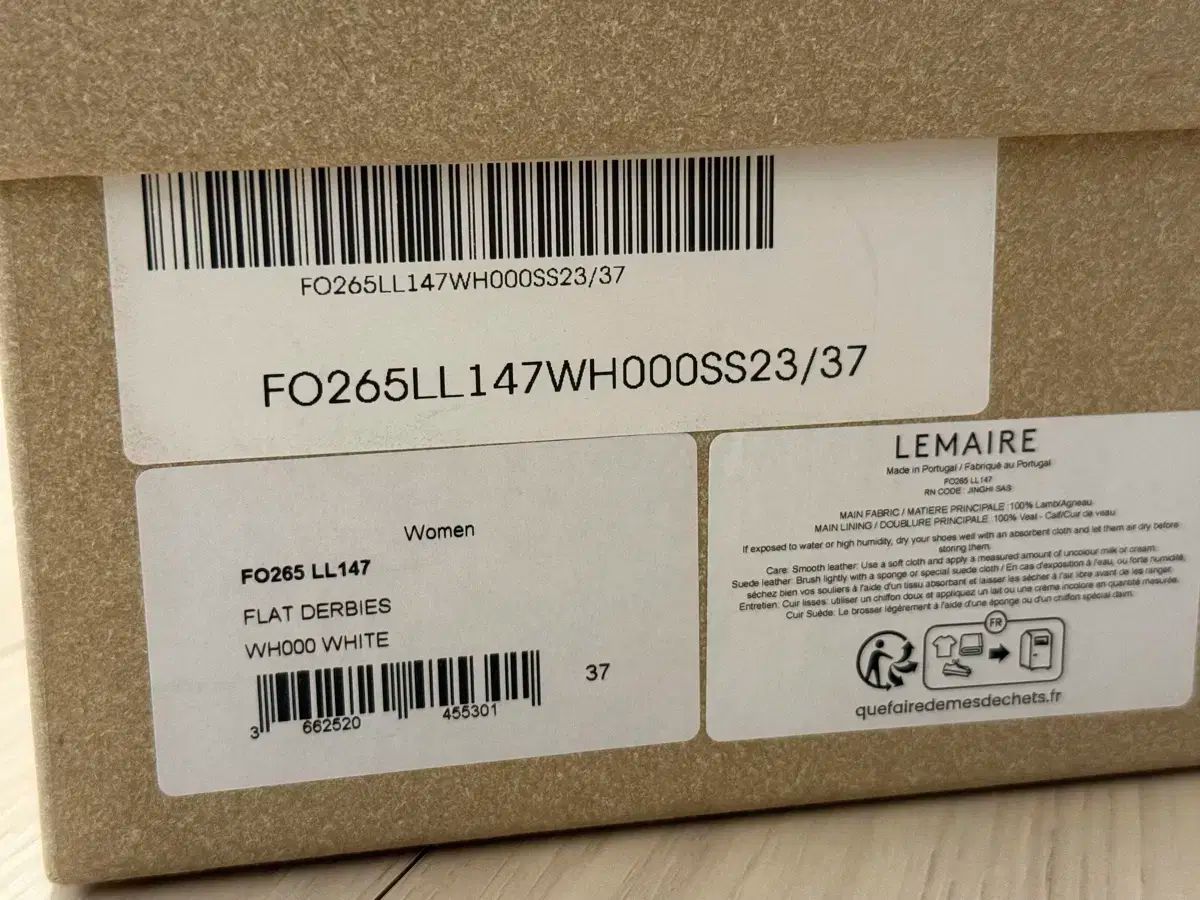 FO265LL147WH000SS23/37
FO265LL147WH000SS23/37
Women
FO265 LL147
FLAT DERBIES
WH000 WHITE
37
3 662520 455301
LEMAIRE
Made in Portugal / Fabriqué au Portugal
FO265 LL147
RN CODE : JINGHI SAS
MAIN FABRIC / MATIERE PRINCIPALE 100% Lamb/Agneau
MAIN LINING / DOUBLURE PRINCIPALE 100% Veal - Calf/Cuir de veau
If exposed to water or high humidity, dry your shoes well with an absorbent cloth and let them air dry before
storing them.
Care: Smooth leather: Use a soft cloth and apply a measured amount of uncolour milk or cream.
Suede leather: Brush lightly with a sponge or special suede cloth / En cas d'exposition à l'eau, ou forte humidité,
séchez bien vos souliers à l'aide d'un tissu absorbant et laisser les sécher à l'air libre avant de les ranger.
Entretien: Cuir lisses: utiliser un chiffon doux et appliquez un lait ou une crème incolore en quantité mesurée.
Cuir Suède: Le brosser légèrement à l'aide d'une éponge ou d'un chiffon spécial daim.
FR
quefairedemesdechets.fr